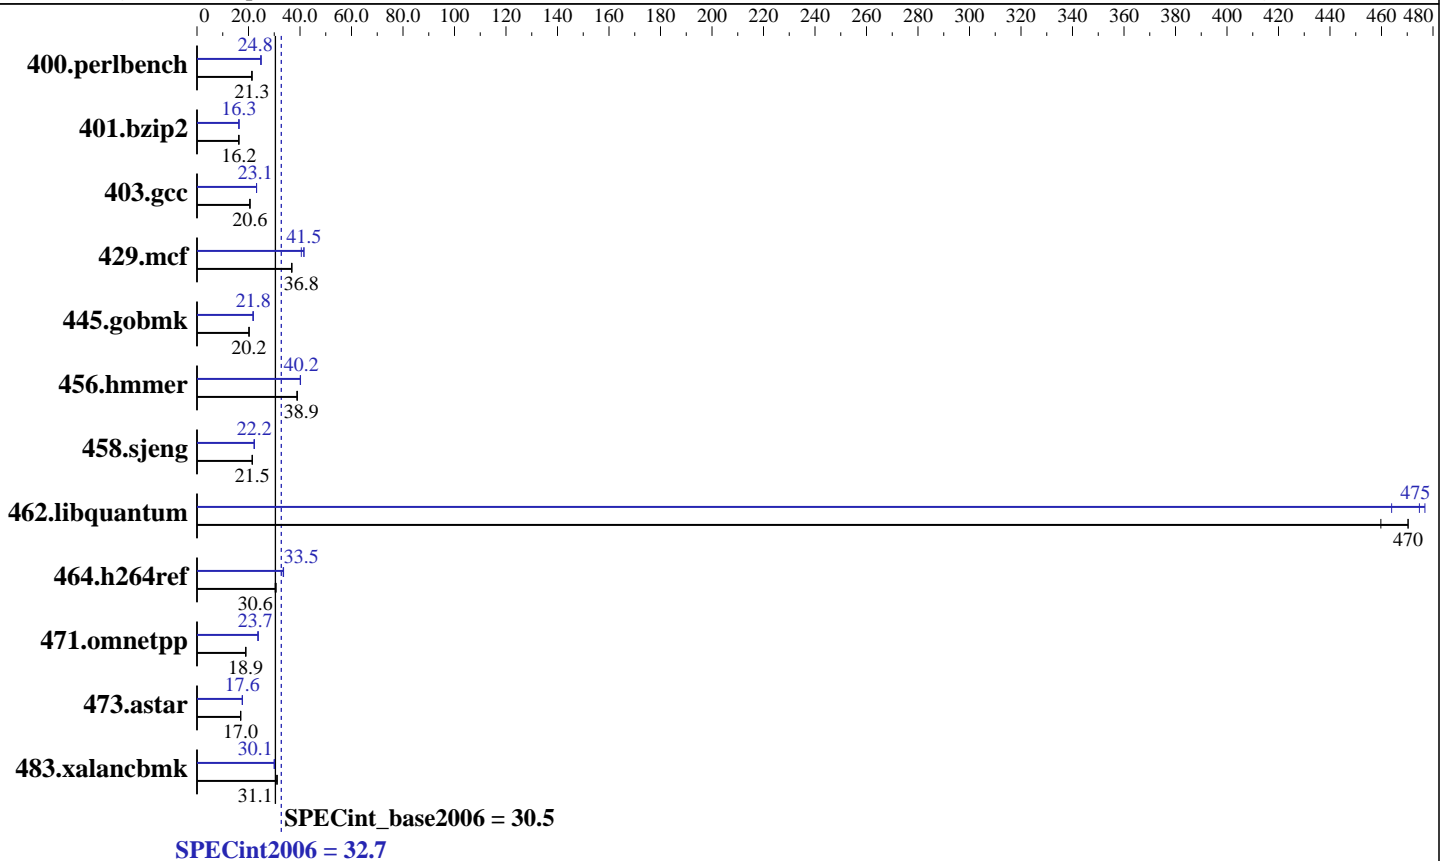 0 20.0 40.0 60.0 80.0 100 120 140 160 180 200 220 240 260 280 300 320 340 360 380 400 420 440 460 480
24.8
400.perlbench
21.3
16.3
401.bzip2
16.2
23.1
403.gcc
20.6
41.5
429.mcf
36.8
21.8
445.gobmk
20.2
40.2
456.hmmer
38.9
22.2
458.sjeng
21.5
475
462.libquantum
470
33.5
464.h264ref
30.6
23.7
471.omnetpp
18.9
17.6
473.astar
17.0
30.1
483.xalancbmk
31.1
SPECint_base2006 = 30.5
SPECint2006 = 32.7